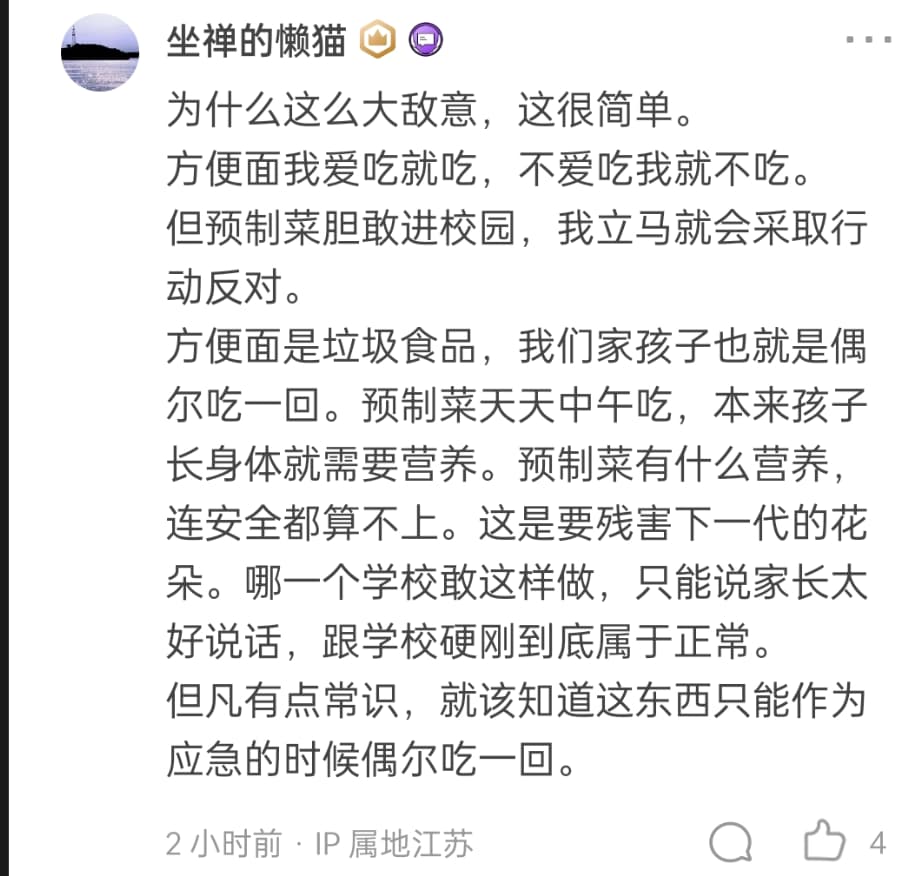 坐禅的懒猫
为什么这么大敌意，这很简单。
方便面我爱吃就吃，不爱吃我就不吃。
但预制菜胆敢进校园，我立马就会采取行
动反对。
方便面是垃圾食品，我们家孩子也就是偶
尔吃一回。预制菜天天中午吃，本来孩子
长身体就需要营养。预制菜有什么营养，
连安全都算不上。这是要残害下一代的花
朵。哪一个学校敢这样做，只能说家长太
好说话，跟学校硬刚到底属于正常。
但凡有点常识，就该知道这东西只能作为
应急的时候偶尔吃一回。
2 小时前 · IP 属地江苏
4